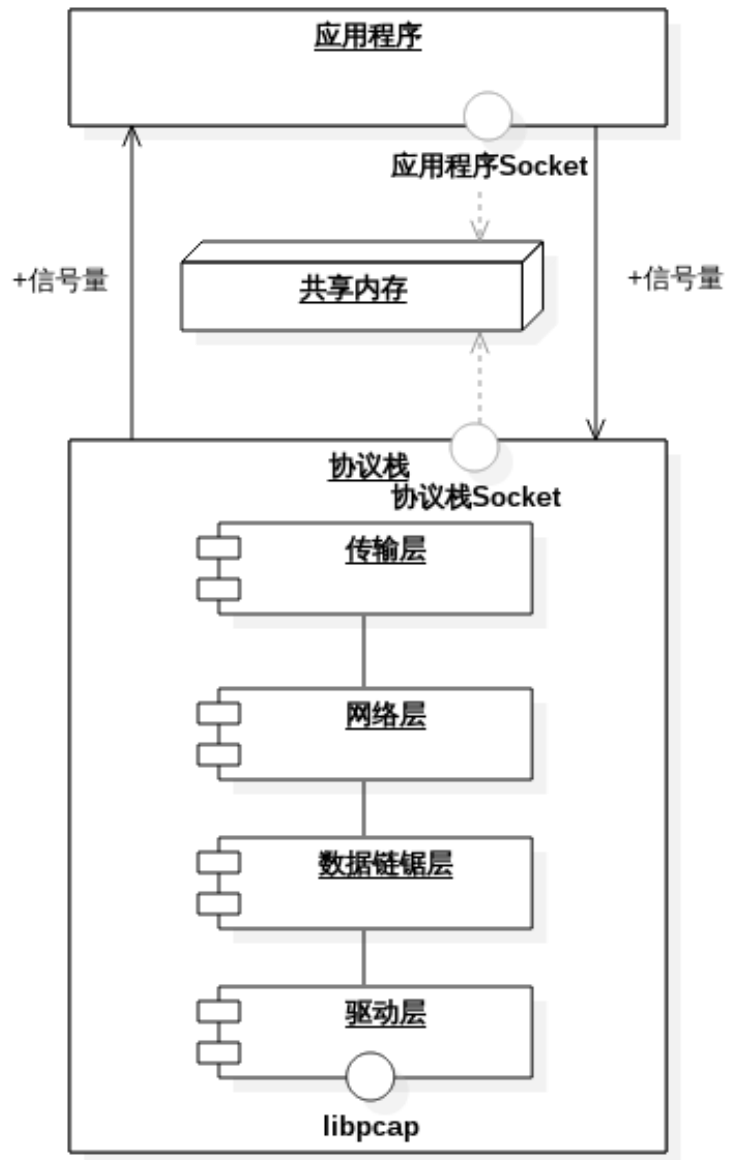 应用程序
应用程序Socket
+信号量
+信号量
共享内存
协议栈
协议栈Socket
传输层
网络层
数据链锯层
驱动层
libpcap